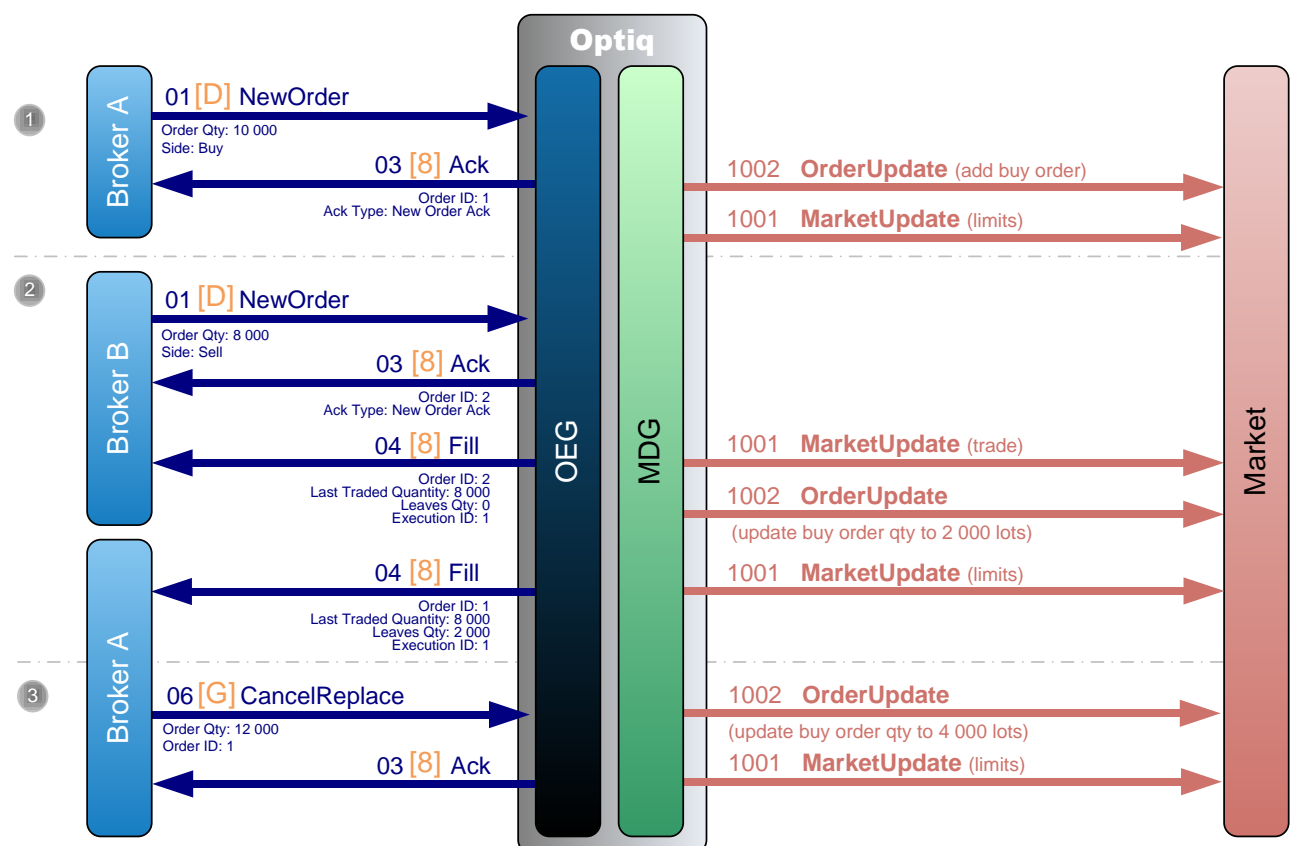 Optiq
1
Broker A
01 [D] NewOrder
Order Qty: 10 000
Side: Buy
03 [8] Ack
Order ID: 1
Ack Type: New Order Ack
1002 OrderUpdate (add buy order)
1001 MarketUpdate (limits)
2
Broker B
01 [D] NewOrder
Order Qty: 8 000
Side: Sell
03 [8] Ack
Order ID: 2
Ack Type: New Order Ack
04 [8] Fill
Order ID: 2
Last Traded Quantity: 8 000
Leaves Qty: 0
Execution ID: 1
1001 MarketUpdate (trade)
1002 OrderUpdate
(update buy order qty to 2 000 lots)
OEG
MDG
Market
Broker A
04 [8] Fill
Order ID: 1
Last Traded Quantity: 8 000
Leaves Qty: 2 000
Execution ID: 1
1001 MarketUpdate (limits)
3
06 [G] CancelReplace
Order Qty: 12 000
Order ID: 1
03 [8] Ack
1002 OrderUpdate
(update buy order qty to 4 000 lots)
1001 MarketUpdate (limits)